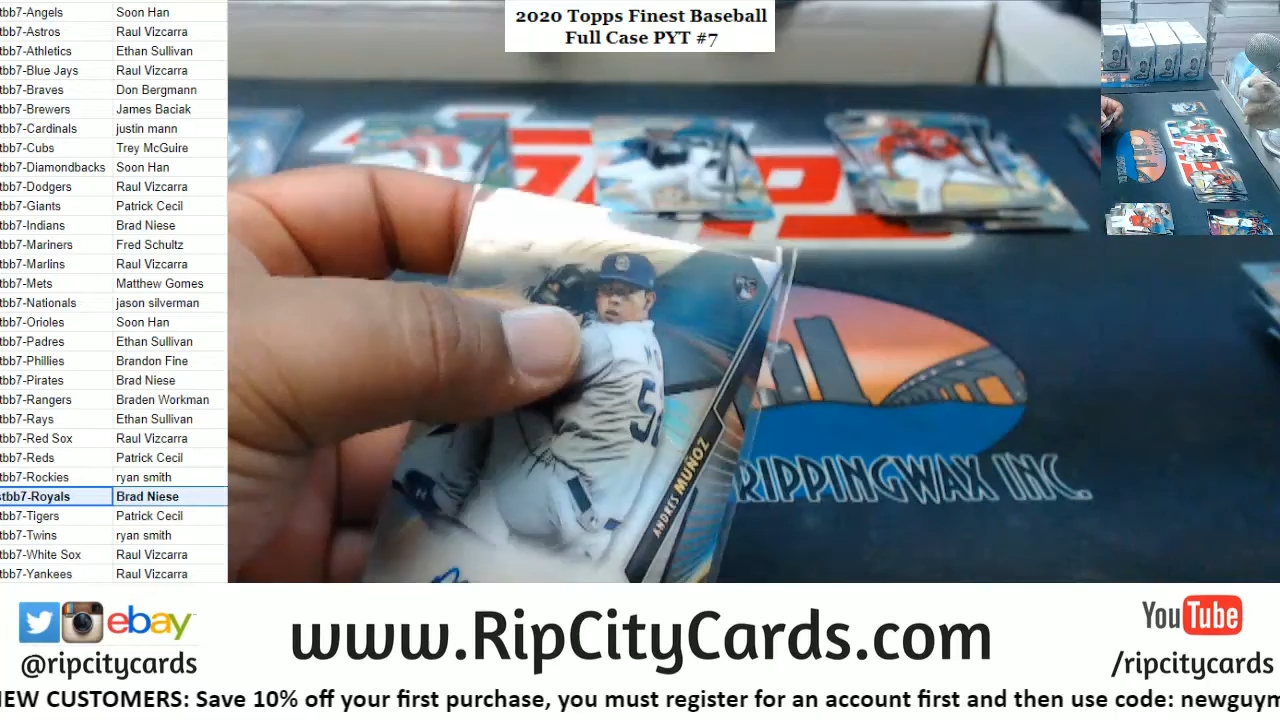 2020 Topps Finest Baseball
Full Case PYT #7
tbb7-Angels Soon Han
tbb7-Astros Raul Vizcarra
tbb7-Athletics Ethan Sullivan
tbb7-Blue Jays Raul Vizcarra
tbb7-Braves Don Bergmann
tbb7-Brewers James Baciak
tbb7-Cardinals justin mann
tbb7-Cubs Trey McGuire
tbb7-Diamondbacks Soon Han
tbb7-Dodgers Raul Vizcarra
tbb7-Giants Patrick Cecil
tbb7-Indians Brad Niese
tbb7-Mariners Fred Schultz
tbb7-Marlins Raul Vizcarra
tbb7-Mets Matthew Gomes
tbb7-Nationals jason silverman
tbb7-Orioles Soon Han
tbb7-Padres Ethan Sullivan
tbb7-Phillies Brandon Fine
tbb7-Pirates Brad Niese
tbb7-Rangers Braden Workman
tbb7-Rays Ethan Sullivan
tbb7-Red Sox Raul Vizcarra
tbb7-Reds Patrick Cecil
tbb7-Rockies ryan smith
stbb7-Royals Brad Niese
tbb7-Tigers Patrick Cecil
tbb7-Twins ryan smith
tbb7-White Sox Raul Vizcarra
tbb7-Yankees Raul Vizcarra
ANDRES MUÑOZ
RIPPINGWAX INC.
ebay
@ripcitycards
www.RipCityCards.com
YouTube
/ripcitycards
NEW CUSTOMERS: Save 10% off your first purchase, you must register for an account first and then use code: newguym